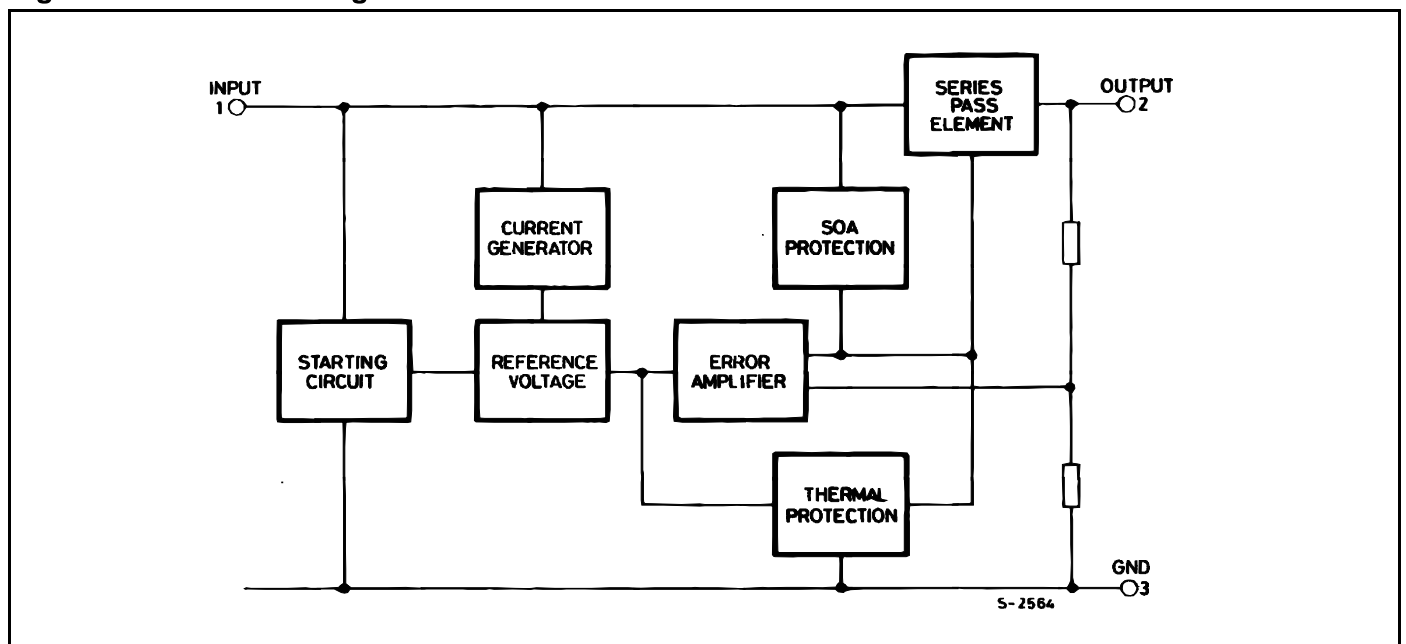 INPUT
1
SERIES
PASS
ELEMENT
OUTPUT
2
CURRENT
GENERATOR
SOA
PROTECTION
STARTING
CIRCUIT
REFERENCE
VOLTAGE
ERROR
AMPLIFIER
THERMAL
PROTECTION
GND
3
S-2564